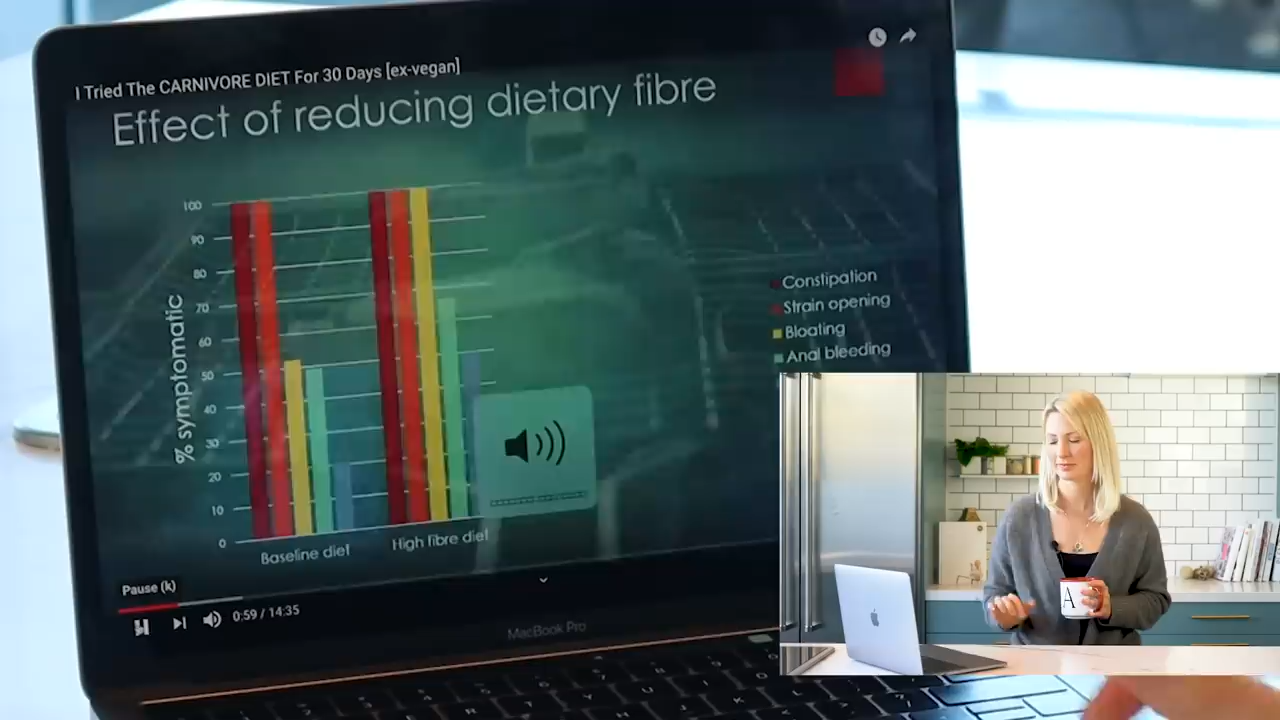 I Tried The CARNIVORE DIET For 30 Days [ex-vegan]
Effect of reducing dietary fibre
100
90
80
70
60
50
40
30
20
10
0
% symptomatic
Baseline diet
High fibre diet
Constipation
Strain opening
Bloating
Anal bleeding
Pause (k)
0:59 / 14:35
MacBook Pro
A